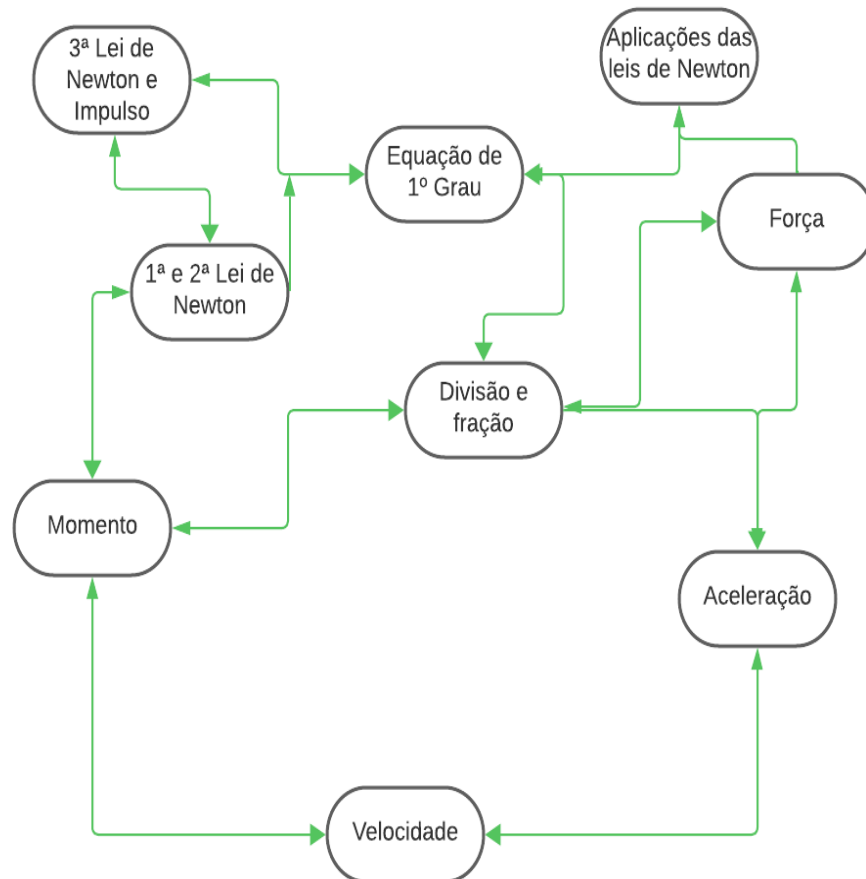 3ª Lei de
Newton e
Impulso
Aplicações das
leis de Newton
Equação de
1º Grau
Força
1ª e 2ª Lei de
Newton
Divisão e
fração
Momento
Aceleração
Velocidade